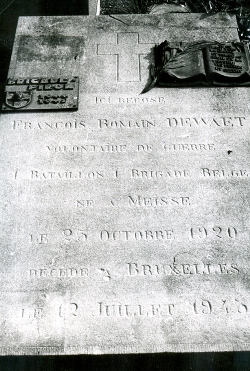 ICI REPOSE
FRANÇOIS ROMAIN DEWAET
VOLONTAIRE DE GUERRE
1 BATAILLON 1 BRIGADE BELGE
NE A MEISSE
LE 25 OCTOBRE 1920
DÉCÉDÉ A BRUXELLES
LE 12 JUILLET 1945